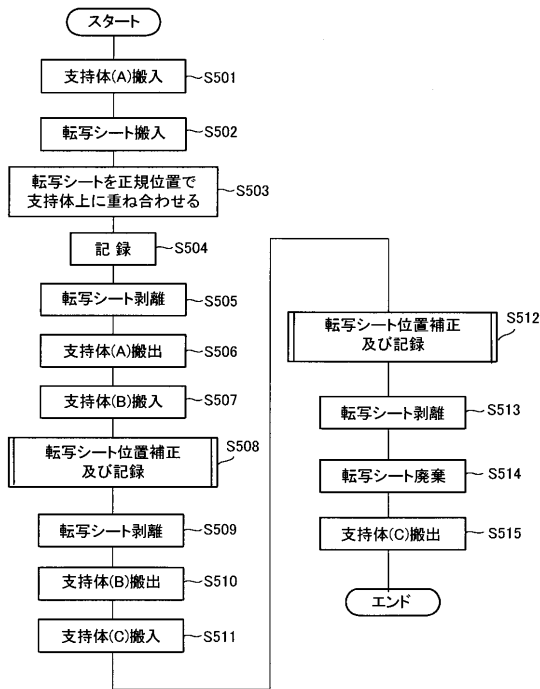 スタート
支持体(A)搬入
S501
転写シート搬入
S502
転写シートを正規位置で
支持体上に重ね合わせる
S503
記 録
S504
転写シート剥離
S505
支持体(A)搬出
S506
支持体(B)搬入
S507
転写シート位置補正
及び記録
S508
転写シート剥離
S509
支持体(B)搬出
S510
支持体(C)搬入
S511
転写シート位置補正
及び記録
S512
転写シート剥離
S513
転写シート廃棄
S514
支持体(C)搬出
S515
エンド